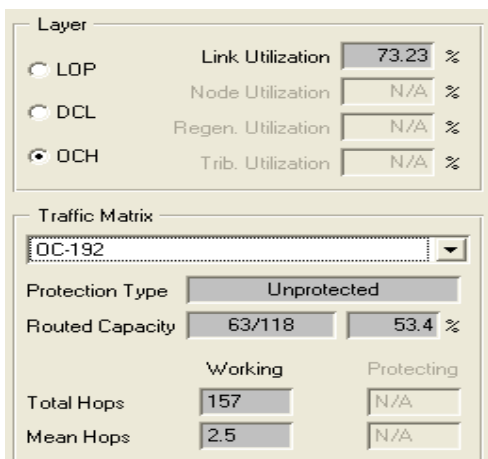 Layer
LOP
DCL
OCH
Link Utilization 73.23 %
Node Utilization N/A %
Regen. Utilization N/A %
Trib. Utilization N/A %
Traffic Matrix
OC-192
Protection Type Unprotected
Routed Capacity 63/118 53.4 %
Working Protecting
Total Hops 157 N/A
Mean Hops 2.5 N/A